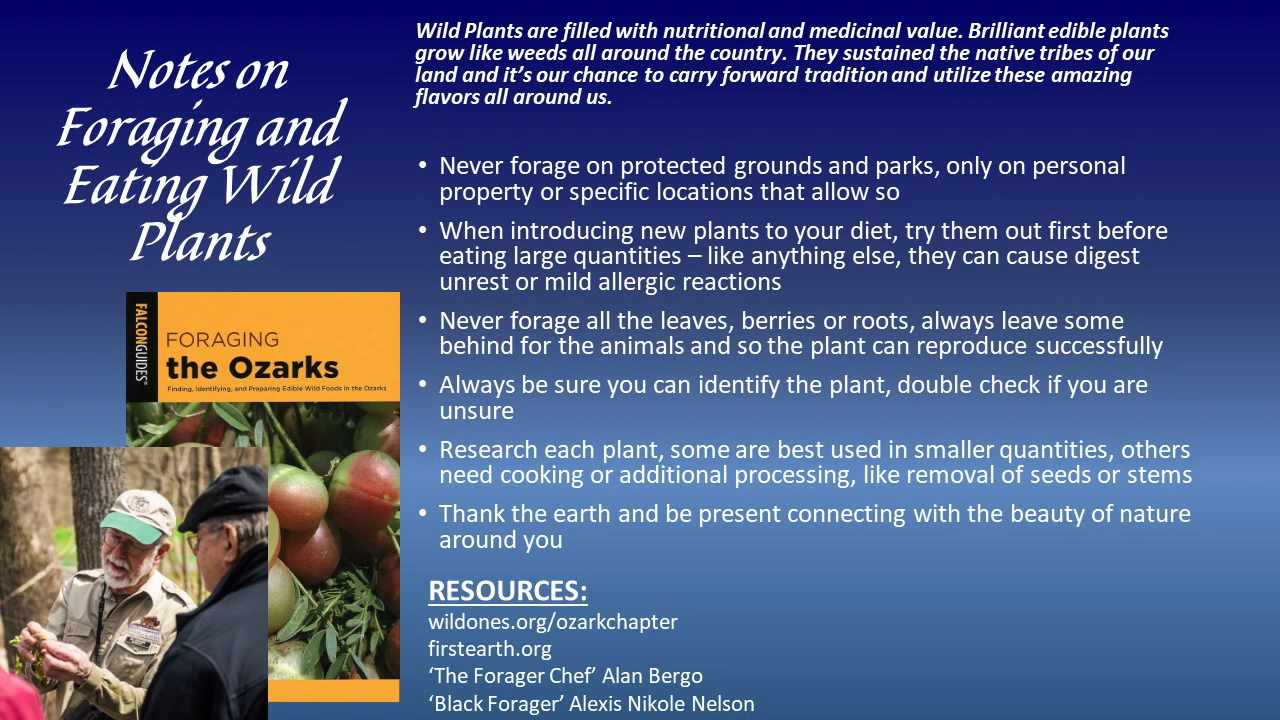 Notes on
Foraging and
Eating Wild
Plants
Wild Plants are filled with nutritional and medicinal value. Brilliant edible plants
grow like weeds all around the country. They sustained the native tribes of our
land and it's our chance to carry forward tradition and utilize these amazing
flavors all around us.
• Never forage on protected grounds and parks, only on personal
property or specific locations that allow so
• When introducing new plants to your diet, try them out first before
eating large quantities – like anything else, they can cause digest
unrest or mild allergic reactions
• Never forage all the leaves, berries or roots, always leave some
behind for the animals and so the plant can reproduce successfully
• Always be sure you can identify the plant, double check if you are
unsure
• Research each plant, some are best used in smaller quantities, others
need cooking or additional processing, like removal of seeds or stems
• Thank the earth and be present connecting with the beauty of nature
around you
RESOURCES:
wildones.org/ozarkchapter
firstearth.org
‘The Forager Chef’ Alan Bergo
‘Black Forager’ Alexis Nikole Nelson
FALCONGUIDES®
FORAGING
the Ozarks
Finding, Identifying, and Preparing Edible Wild Foods in the Ozarks